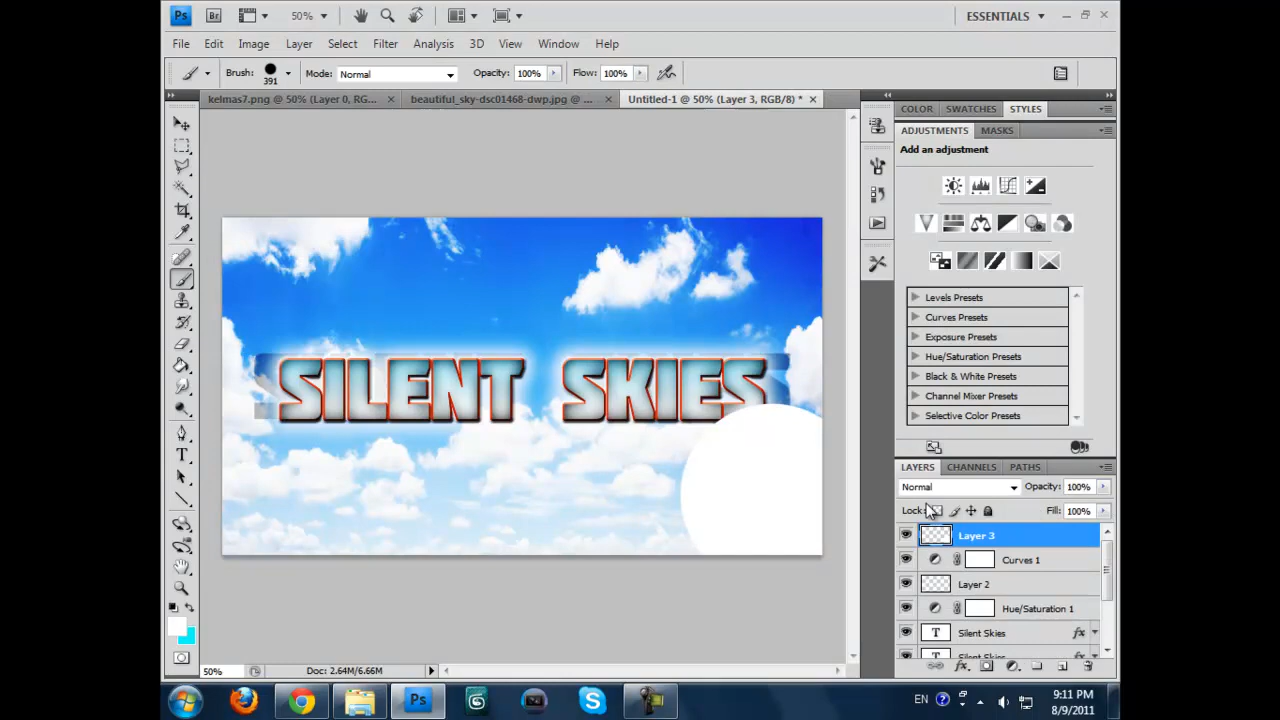 Ps Br 50% ESSENTIALS
File Edit Image Layer Select Filter Analysis 3D View Window Help
Brush: 391 Mode: Normal Opacity: 100% Flow: 100%
kelmas7.png @ 50% (Layer 0, RG... beautiful_sky-dsc01468-dwp.jpg @ ... Untitled-1 @ 50% (Layer 3, RGB/8) *
COLOR SWATCHES STYLES
ADJUSTMENTS MASKS
Add an adjustment
Levels Presets
Curves Presets
Exposure Presets
Hue/Saturation Presets
Black & White Presets
Channel Mixer Presets
Selective Color Presets
SILENT SKIES
LAYERS CHANNELS PATHS
Normal Opacity: 100%
Lock: Fill: 100%
Layer 3
Curves 1
Layer 2
Hue/Saturation 1
T Silent Skies fx
Silent Skies
50% Doc: 2.64M/6.66M
Ps EN 9:11 PM
8/9/2011